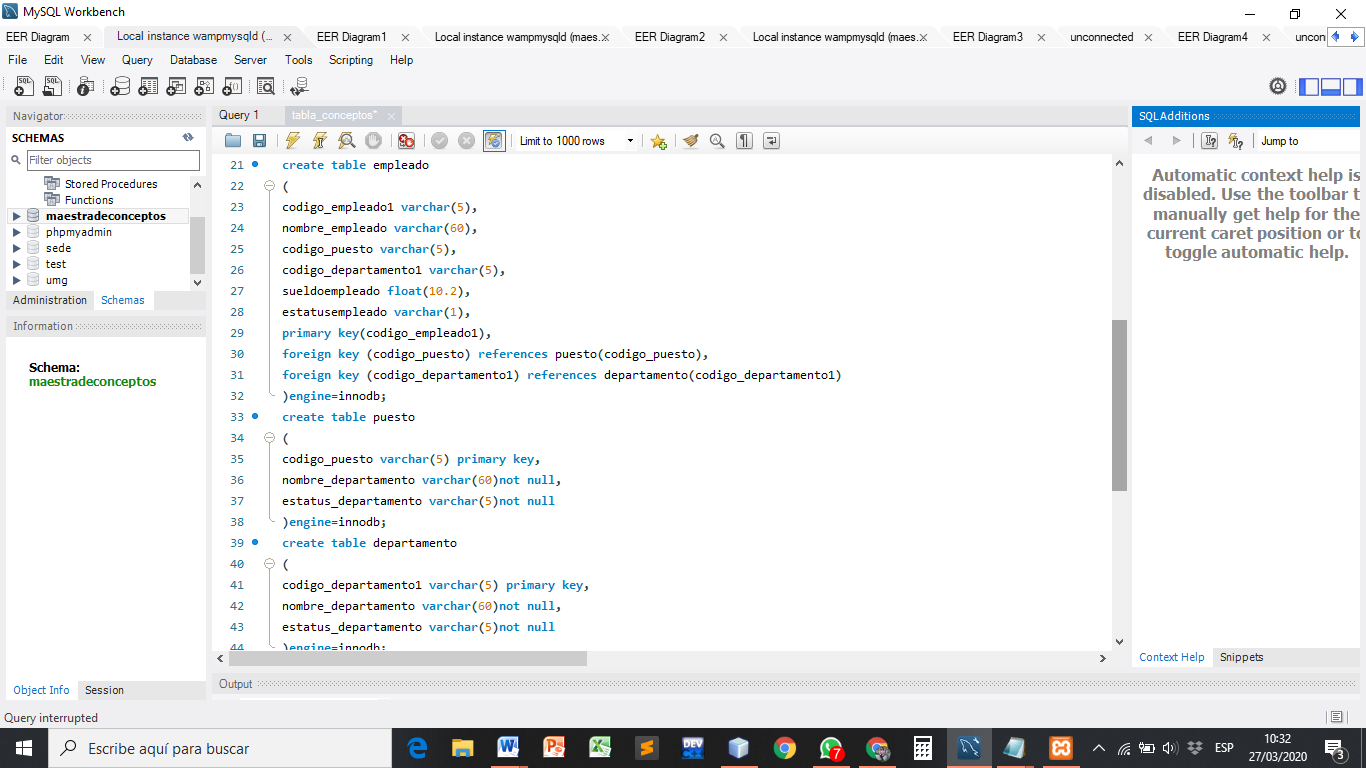 MySQL Workbench
EER Diagram
Local instance wampmysqld (...
EER Diagram1
Local instance wampmysqld (maes...
EER Diagram2
Local instance wampmysqld (maes...
EER Diagram3
unconnected
EER Diagram4
uncon
File Edit View Query Database Server Tools Scripting Help
Navigator
SCHEMAS
Filter objects
Stored Procedures
Functions
maestradeconceptos
phpmyadmin
sede
test
umg
Administration Schemas
Information
Schema:
maestradeconceptos
Object Info Session
Query 1 tabla_conceptos*
Limit to 1000 rows
21 create table empleado
22 (
23 codigo_empleado1 varchar(5),
24 nombre_empleado varchar(60),
25 codigo_puesto varchar(5),
26 codigo_departamento1 varchar(5),
27 sueldoempleado float(10.2),
28 estatusempleado varchar(1),
29 primary key(codigo_empleado1),
30 foreign key (codigo_puesto) references puesto(codigo_puesto),
31 foreign key (codigo_departamento1) references departamento(codigo_departamento1)
32 )engine=innodb;
33 create table puesto
34 (
35 codigo_puesto varchar(5) primary key,
36 nombre_departamento varchar(60)not null,
37 estatus_departamento varchar(5)not null
38 )engine=innodb;
39 create table departamento
40 (
41 codigo_departamento1 varchar(5) primary key,
42 nombre_departamento varchar(60)not null,
43 estatus_departamento varchar(5)not null
44 )engine=innodb;
Output
SQLAdditions
Jump to
Automatic context help is
disabled. Use the toolbar t
manually get help for the
current caret position or to
toggle automatic help.
Context Help Snippets
Query interrupted
Escribe aquí para buscar
DEV
7
ESP
10:32
27/03/2020
3